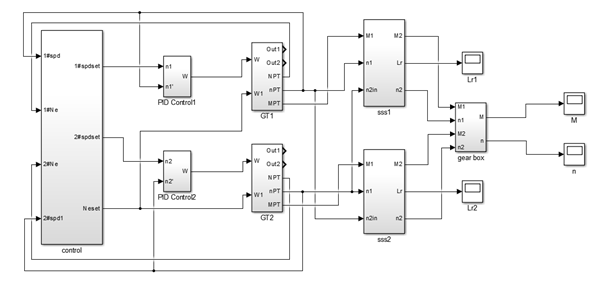 1#spd
1#Ne
2#Ne
2#spd1
1#spdset
2#spdset
Neset
control
n1
n1'
W
PID Control1
n2
n2'
W
PID Control2
W
W1
Out1
Out2
NPT
nPT
MPT
GT1
W
W1
Out1
Out2
NPT
nPT
MPT
GT2
M1
n1
n2in
M2
Lr
n2
sss1
M1
n1
n2in
M2
Lr
n2
sss2
Lr1
Lr2
M1
n1
M2
n2
M
n
gear box
M
n